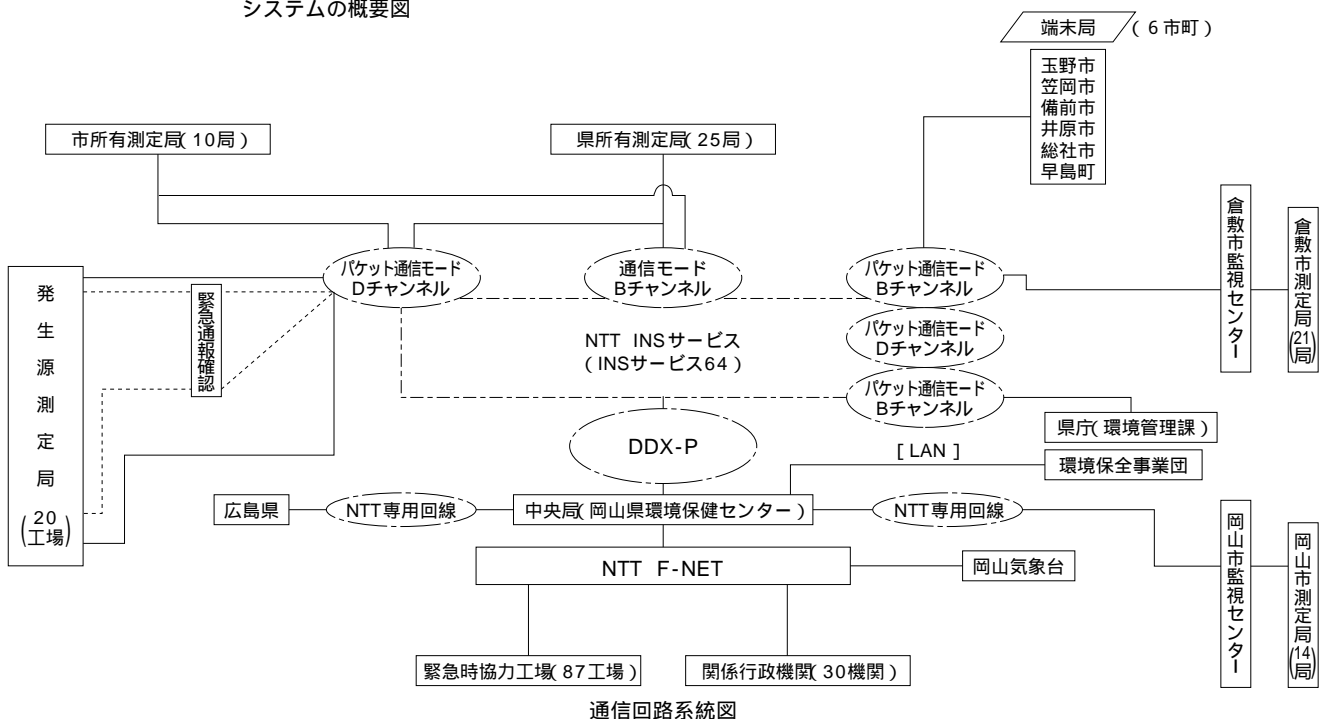 システムの概要図
端末局
(6市町)
玉野市
笠岡市
備前市
井原市
総社市
早島町
市所有測定局(10局)
県所有測定局(25局)
倉敷市監視センター
倉敷市測定局(21局)
発生源測定局(20工場)
緊急通報確認
パケット通信モード
Dチャンネル
通信モード
Bチャンネル
パケット通信モード
Bチャンネル
パケット通信モード
Dチャンネル
パケット通信モード
Bチャンネル
NTT INSサービス
(INSサービス64)
DDX-P
県庁(環境管理課)
[LAN]
環境保全事業団
広島県
NTT専用回線
中央局(岡山県環境保健センター)
NTT専用回線
岡山市監視センター
岡山市測定局(14局)
NTT F-NET
岡山気象台
緊急時協力工場(87工場)
関係行政機関(30機関)
通信回路系統図